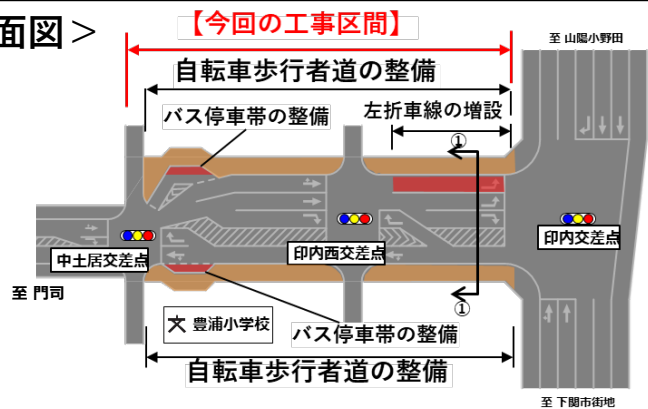 面図＞
【今回の工事区間】
至 山陽小野田
自転車歩行者道の整備
バス停車帯の整備
左折車線の増設
①
中土居交差点
印内西交差点
印内交差点
至 門司
①
文 豊浦小学校
バス停車帯の整備
自転車歩行者道の整備
至 下関市街地